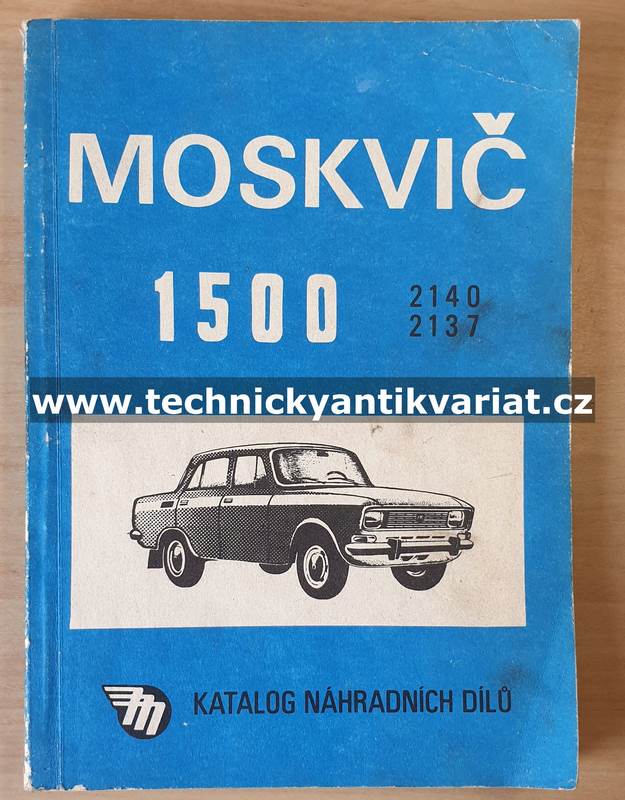 MOSKVIČ
1500
2140
2137
www.technickyantikvariat.cz
KATALOG NÁHRADNÍCH DÍLŮ